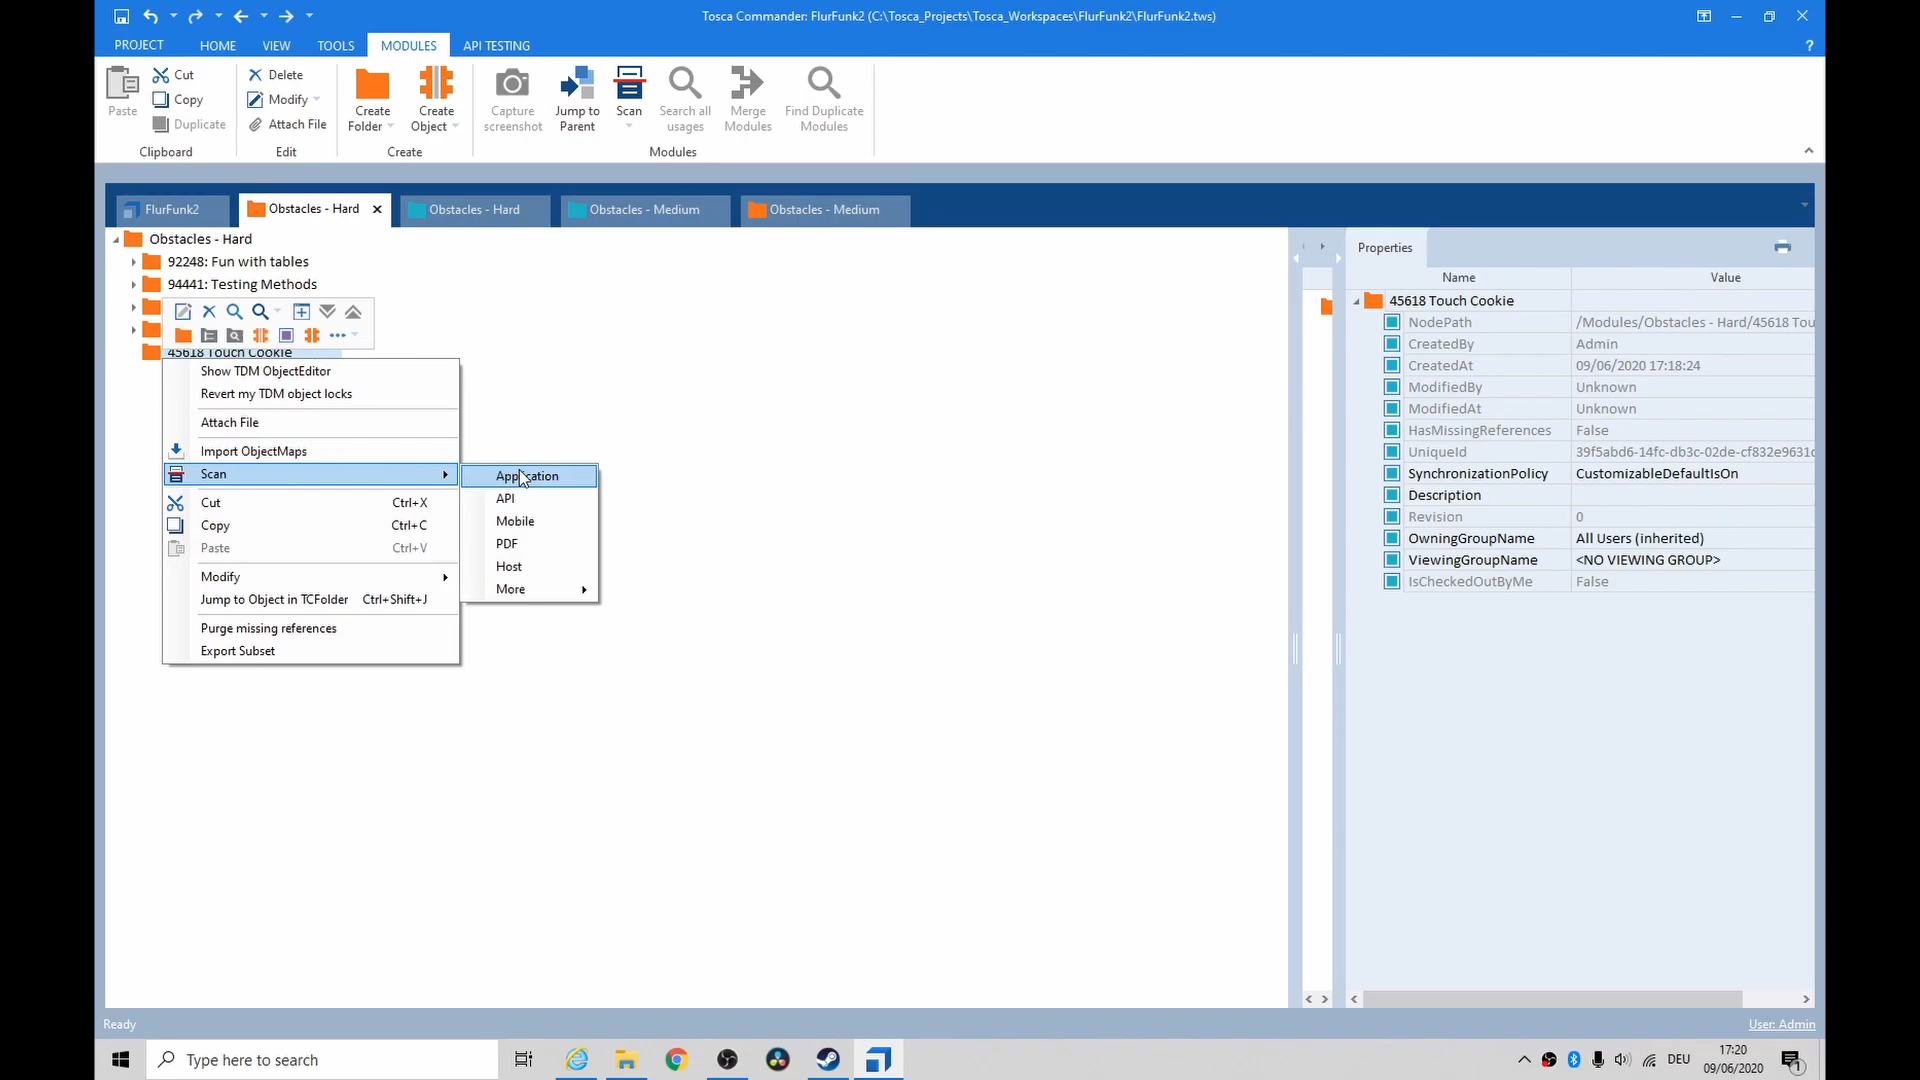 Tosca Commander: FlurFunk2 (C:\Tosca_Projects\Tosca_Workspaces\FlurFunk2\FlurFunk2.tws)
PROJECT HOME VIEW TOOLS MODULES API TESTING ?
Paste Cut Copy Duplicate
Clipboard
Delete Modify Attach File
Edit
Create Folder Create Object
Create
Capture screenshot Jump to Parent Scan Search all usages Merge Modules Find Duplicate Modules
Modules
FlurFunk2 Obstacles - Hard Obstacles - Hard Obstacles - Medium Obstacles - Medium
Obstacles - Hard
92248: Fun with tables
94441: Testing Methods
45618 Touch Cookie
Show TDM ObjectEditor
Revert my TDM object locks
Attach File
Import ObjectMaps
Scan
Cut Ctrl+X
Copy Ctrl+C
Paste Ctrl+V
Modify
Jump to Object in TCFolder Ctrl+Shift+J
Purge missing references
Export Subset
Application
API
Mobile
PDF
Host
More
Properties
Name Value
45618 Touch Cookie
NodePath /Modules/Obstacles - Hard/45618 Tou
CreatedBy Admin
CreatedAt 09/06/2020 17:18:24
ModifiedBy Unknown
ModifiedAt Unknown
HasMissingReferences False
UniqueId 39f5abd6-14fc-db3c-02de-cf832e9631c
SynchronizationPolicy CustomizableDefaultIsOn
Description
Revision 0
OwningGroupName All Users (inherited)
ViewingGroupName <NO VIEWING GROUP>
IsCheckedOutByMe False
Ready User: Admin
Type here to search DEU 17:20
09/06/2020 1